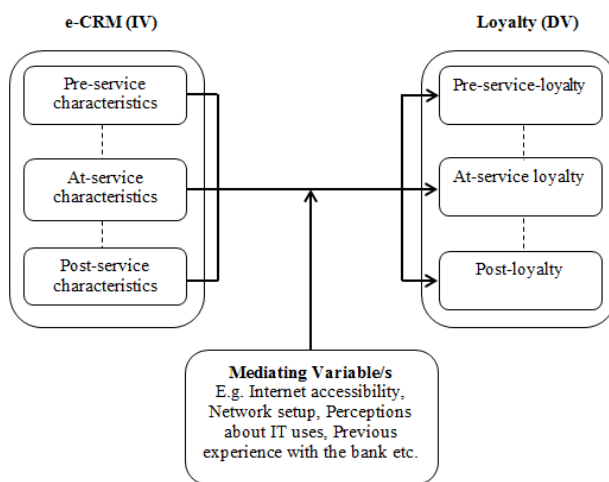 e-CRM (IV)
Loyalty (DV)
Pre-service
characteristics
Pre-service-loyalty
At-service
characteristics
At-service loyalty
Post-service
characteristics
Post-loyalty
Mediating Variable/s
E.g. Internet accessibility,
Network setup, Perceptions
about IT uses, Previous
experience with the bank etc.